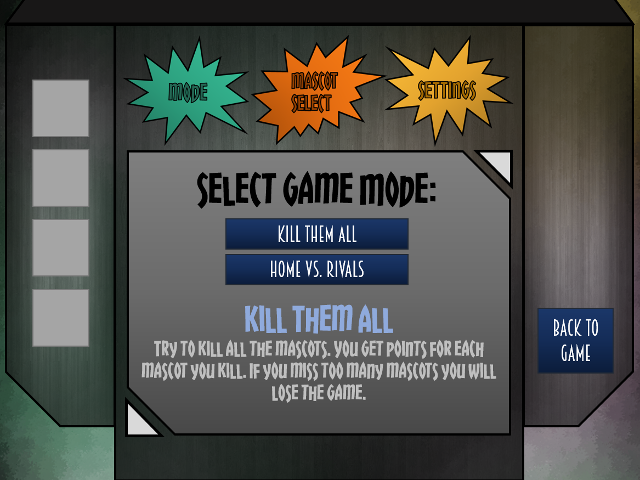 MODE
MASCOT
SELECT
SETTINGS
SELECT GAME MODE:
KILL THEM ALL
HOME VS. RIVALS
KILL THEM ALL
TRY TO KILL ALL THE MASCOTS. YOU GET POINTS FOR EACH
MASCOT YOU KILL. IF YOU MISS TOO MANY MASCOTS YOU WILL
LOSE THE GAME.
BACK TO
GAME